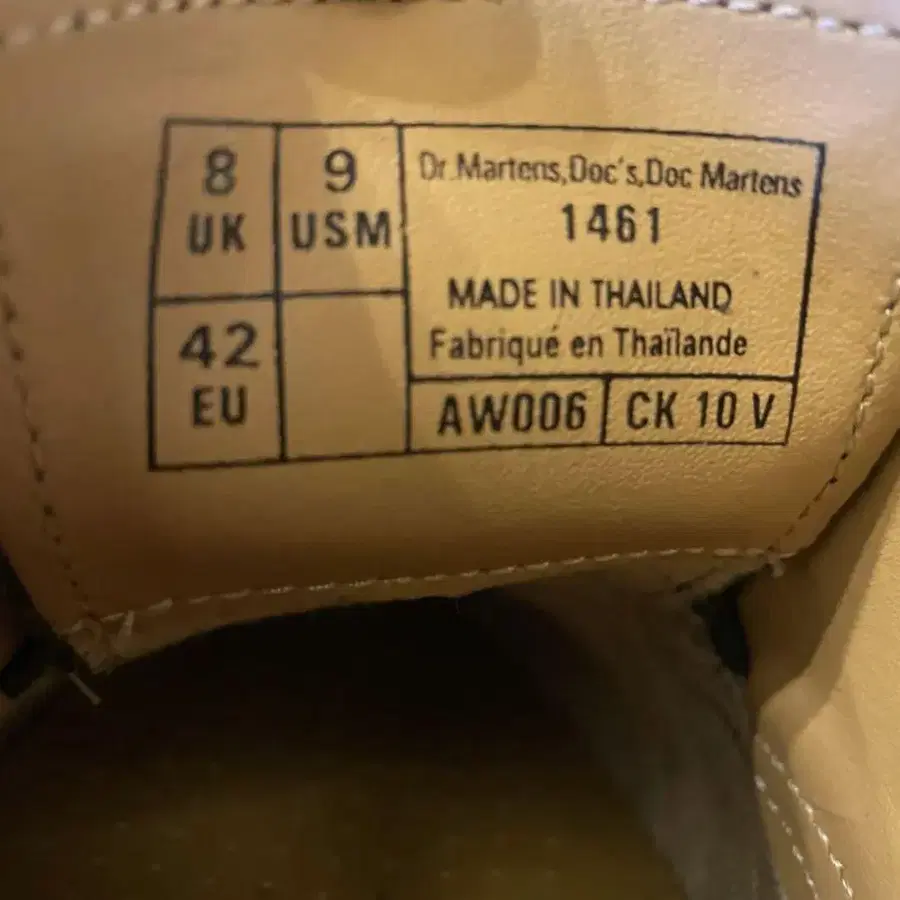 8
UK
9
USM
42
EU
Dr.Martens,Doc's,Doc Martens
1461
MADE IN THAILAND
Fabriqué en Thaïlande
AW006
CK 10 V